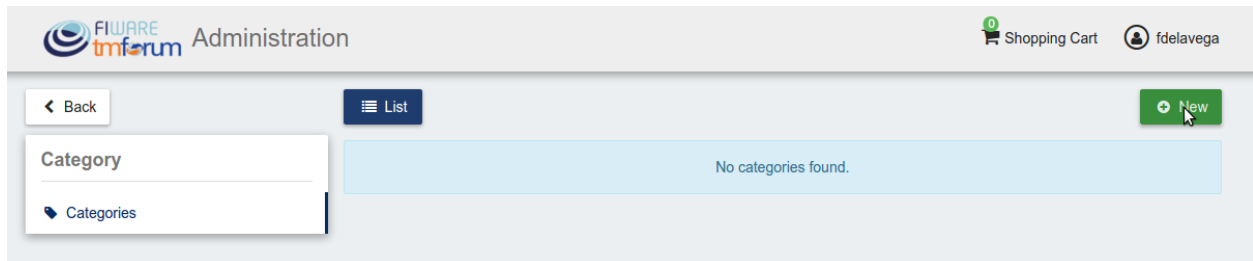 FIWARE
tmforum
Administration
0
Shopping Cart
fdelavega
Back
List
New
Category
No categories found.
Categories